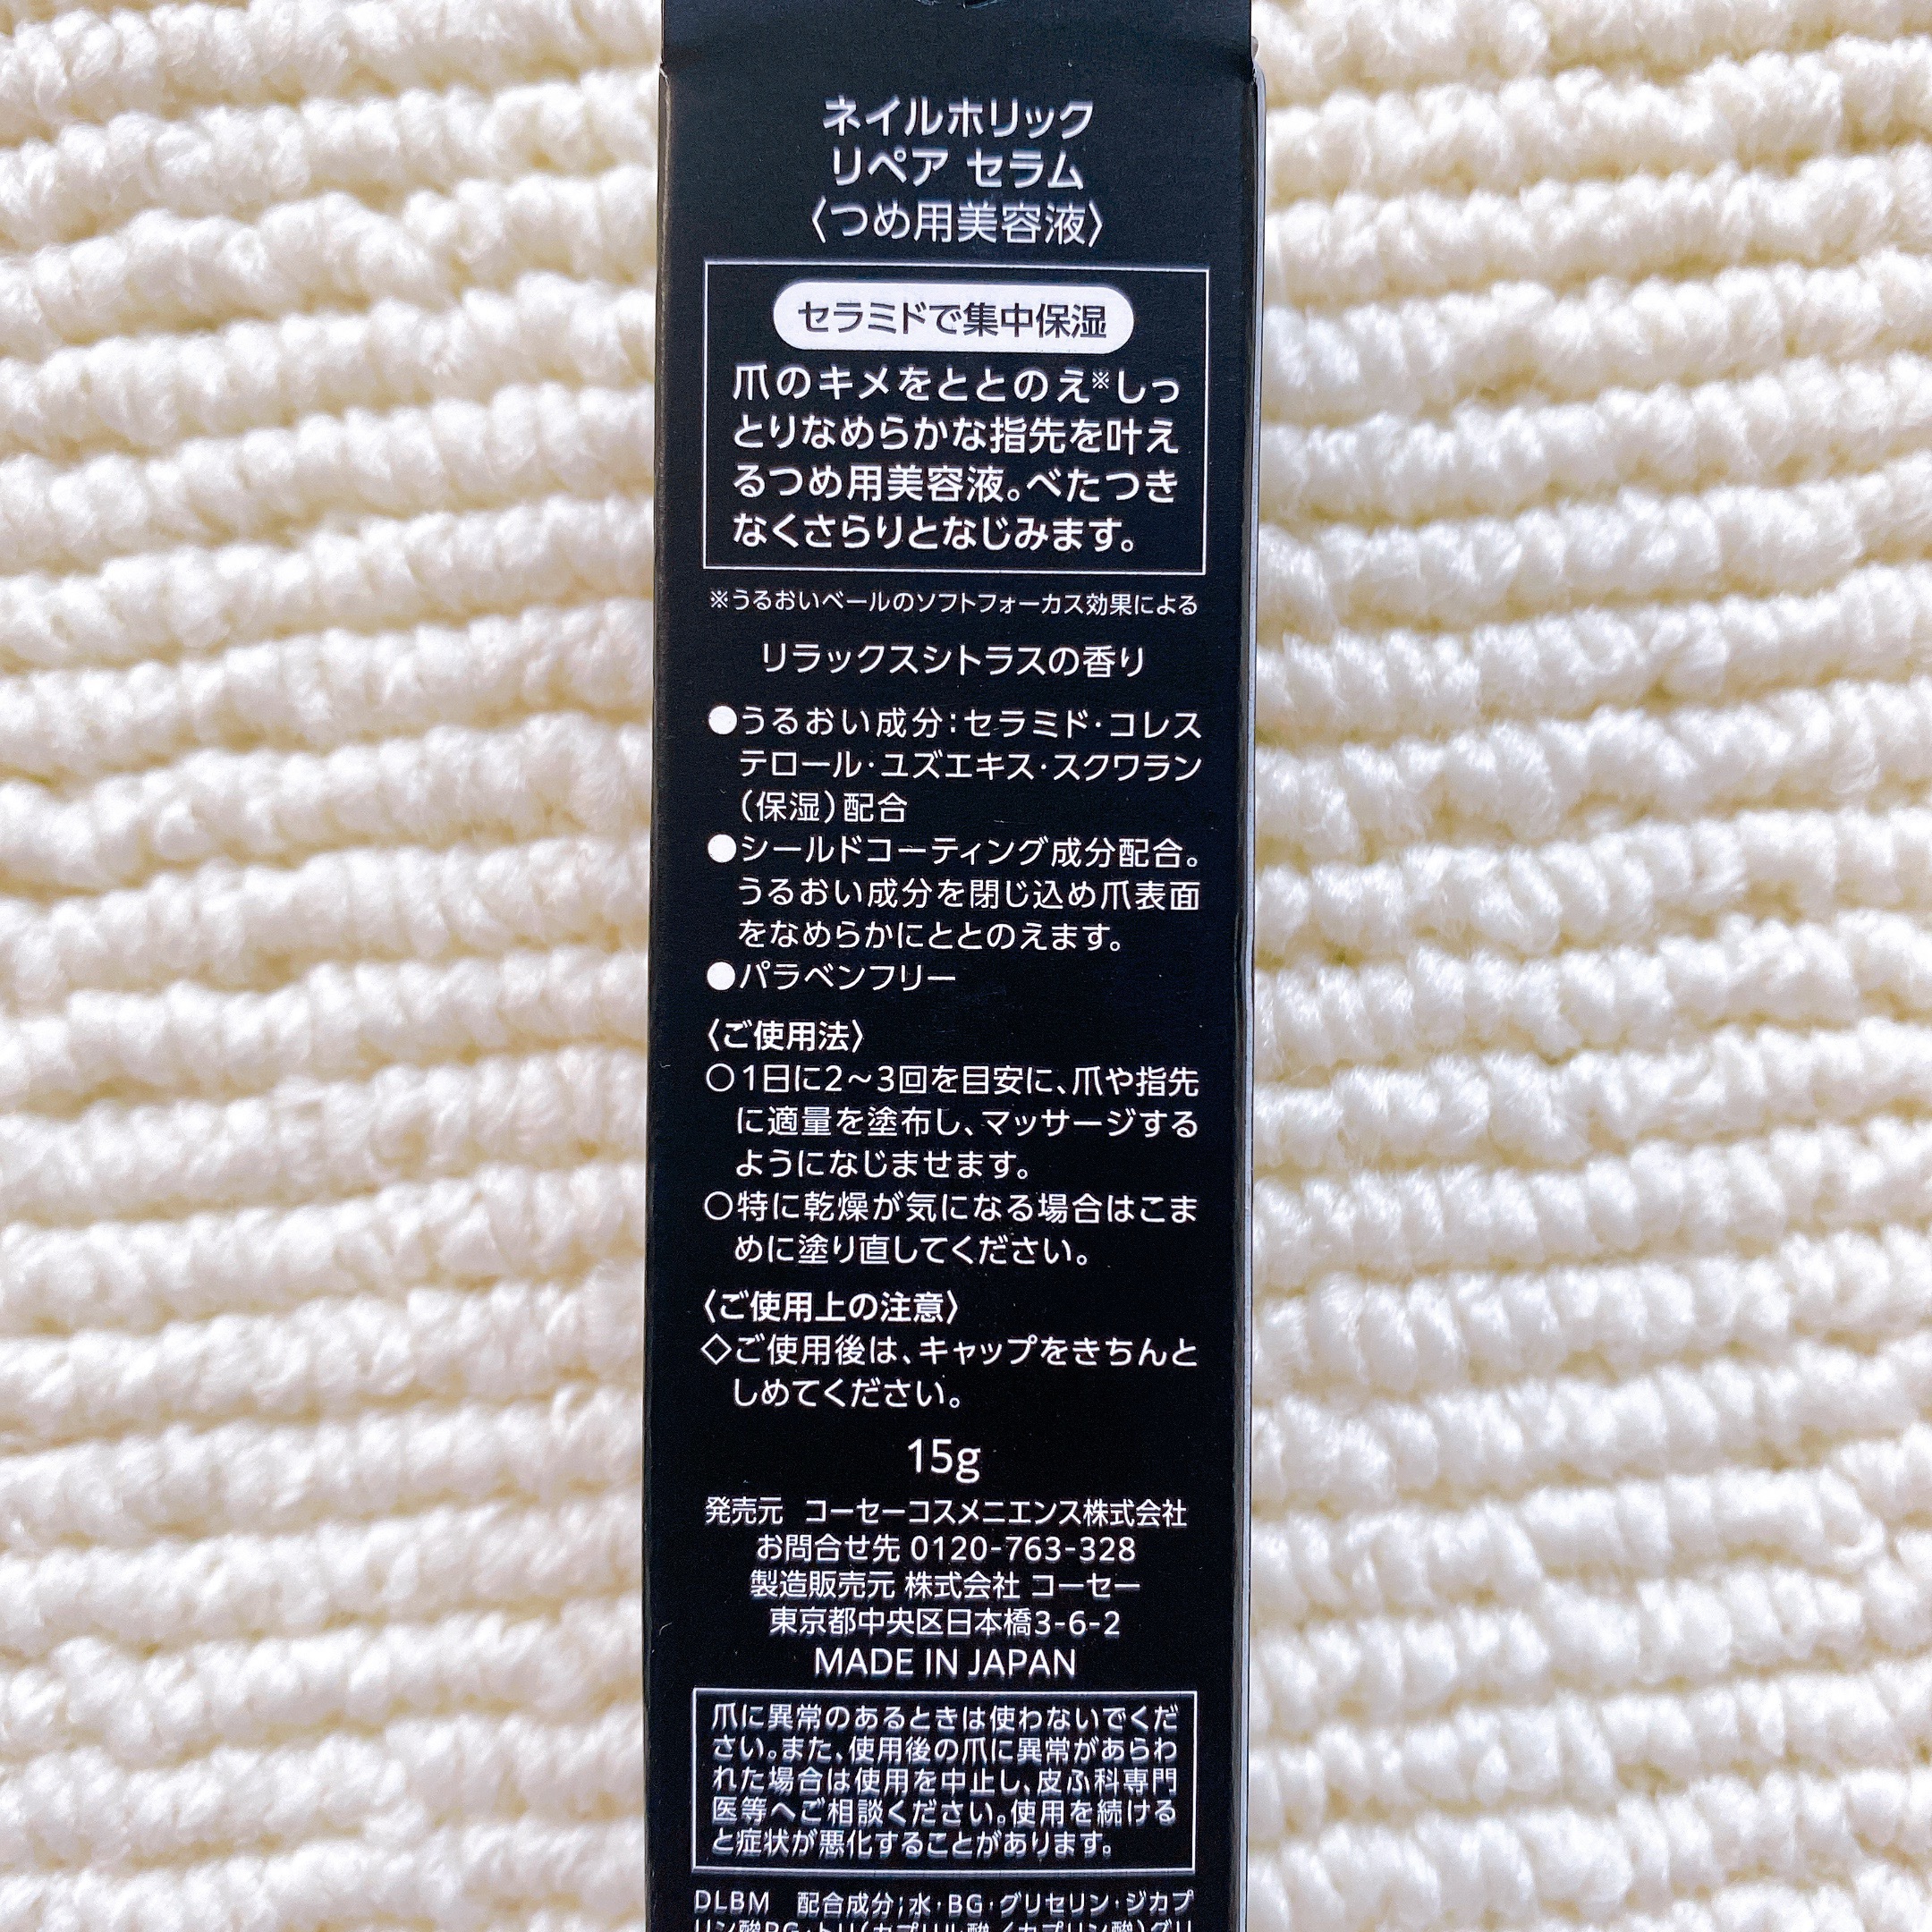 ネイルホリック
リペア セラム
〈つめ用美容液〉
セラミドで集中保湿
爪のキメをととのえ※しっ
とりなめらかな指先を叶え
るつめ用美容液。べたつき
なくさらりとなじみます。
※うるおいベールのソフトフォーカス効果による
リラックスシトラスの香り
●うるおい成分:セラミド・コレス
テロール・ユズエキス・スクワラン
(保湿)配合
●シールドコーティング成分配合。
うるおい成分を閉じ込め爪表面
をなめらかにととのえます。
●パラベンフリー
〈ご使用法〉
○1日に2～3回を目安に、爪や指先
に適量を塗布し、マッサージする
ようになじませます。
○特に乾燥が気になる場合はこま
めに塗り直してください。
〈ご使用上の注意〉
◇ご使用後は、キャップをきちんと
しめてください。
15g
発売元 コーセーコスメニエンス株式会社
お問合せ先 0120-763-328
製造販売元 株式会社 コーセー
東京都中央区日本橋3-6-2
MADE IN JAPAN
爪に異常のあるときは使わないでくだ
さい。また、使用後の爪に異常があらわ
れた場合は使用を中止し、皮ふ科専門
医等へご相談ください。使用を続ける
と症状が悪化することがあります。
DLBM 配合成分;水・BG・グリセリン・ジカプ
リン酸PG・トリ(カプリル酸/カプリン酸)グリ